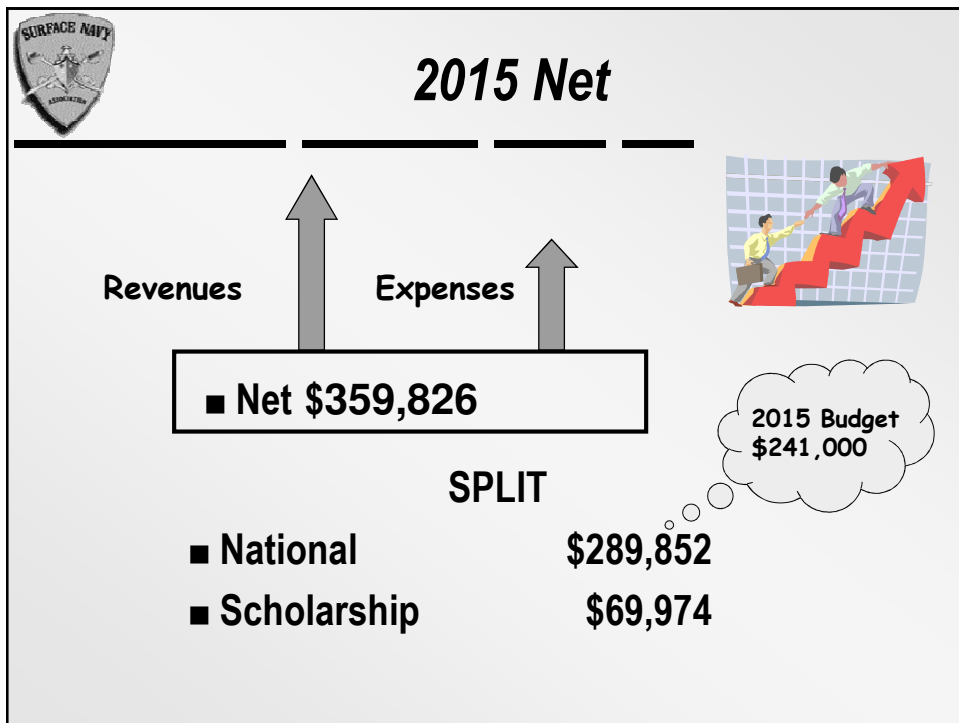 SURFACE NAVY
ASSOCIATION
2015 Net
Revenues
Expenses
■ Net $359,826
2015 Budget
$241,000
SPLIT
■ National $289,852
■ Scholarship $69,974